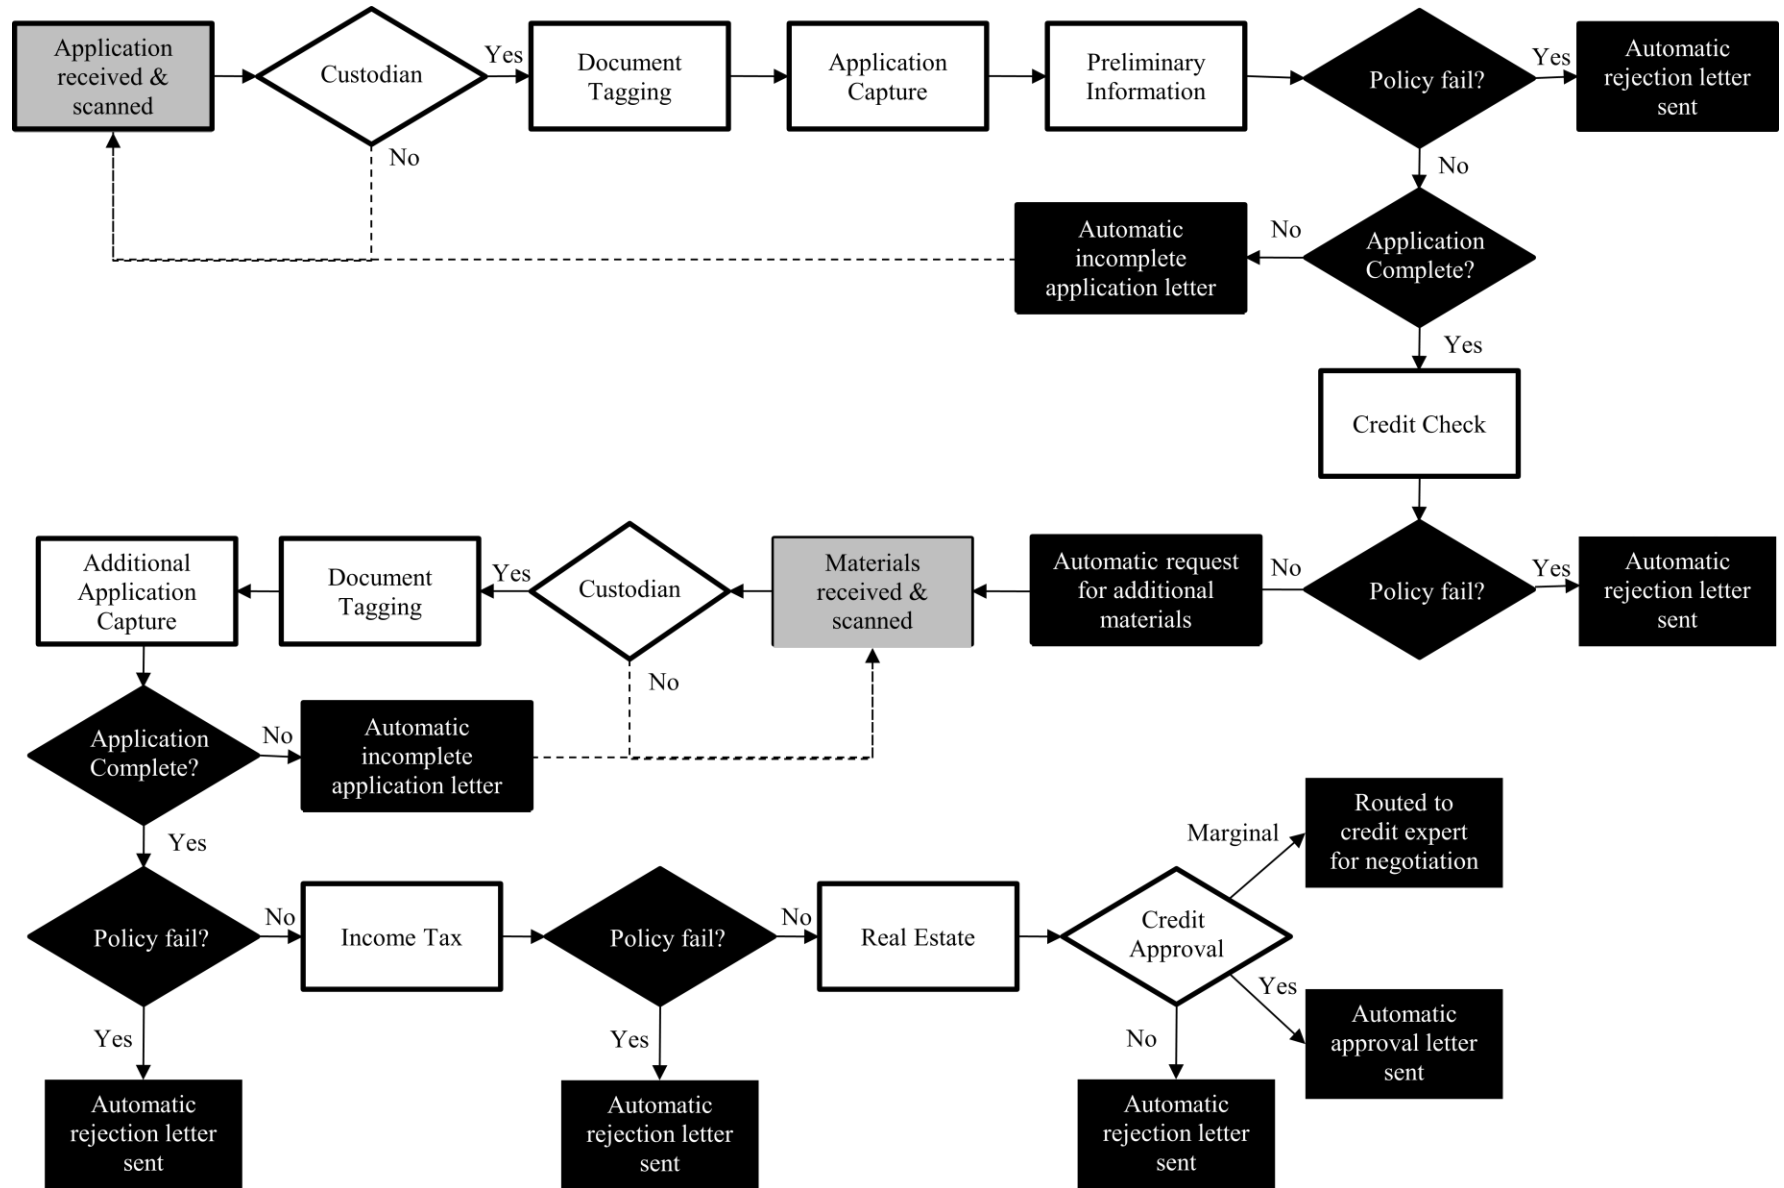 Application
received &
scanned
Custodian
Yes
No
Document
Tagging
Application
Capture
Preliminary
Information
Policy fail?
Yes
Automatic
rejection letter
sent
No
Application
Complete?
No
Automatic
incomplete
application letter
Yes
Credit Check
Policy fail?
Yes
Automatic
rejection letter
sent
No
Automatic request
for additional
materials
Materials
received &
scanned
Custodian
Yes
No
Document
Tagging
Additional
Application
Capture
Application
Complete?
No
Automatic
incomplete
application letter
Yes
Policy fail?
Yes
Automatic
rejection letter
sent
No
Income Tax
Policy fail?
Yes
Automatic
rejection letter
sent
No
Real Estate
Credit
Approval
Marginal
Routed to
credit expert
for negotiation
Yes
Automatic
approval letter
sent
No
Automatic
rejection letter
sent